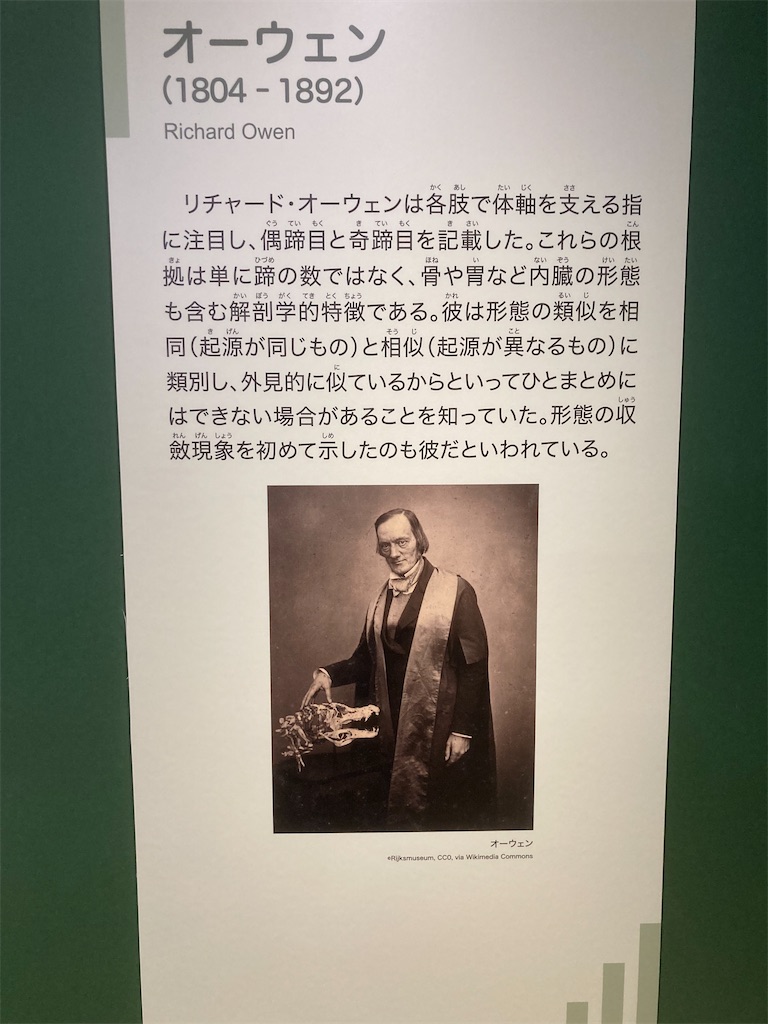 オーウェン
(1804 - 1892)
Richard Owen
リチャード・オーウェンは各肢で体軸を支える指
に注目し、偶蹄目と奇蹄目を記載した。これらの根
拠は単に蹄の数ではなく、骨や胃など内臓の形態
も含む解剖学的特徴である。彼は形態の類似を相
同(起源が同じもの)と相似(起源が異なるもの)に
類別し、外見的に似ているからといってひとまとめに
はできない場合があることを知っていた。形態の収
斂現象を初めて示したのも彼だといわれている。
オーウェン
*Rijksmuseum, CC0, via Wikimedia Commons